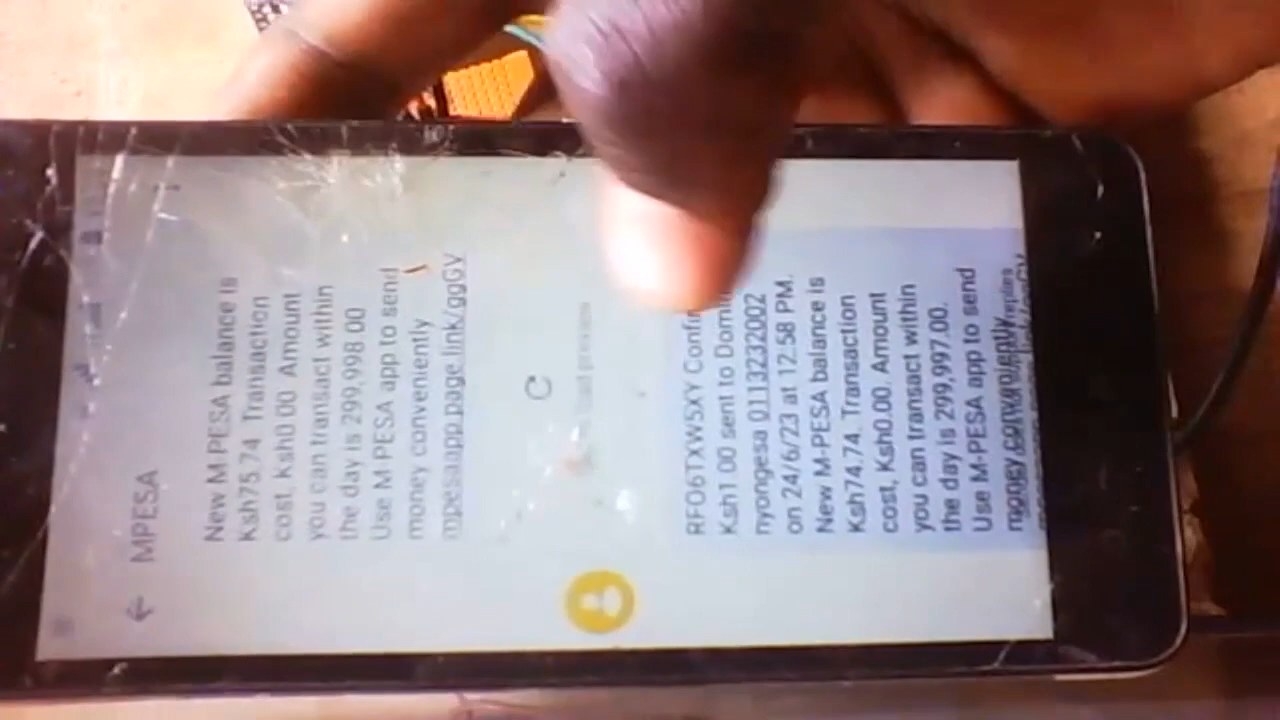 MPESA
New M-PESA balance is
Ksh75.74. Transaction
cost, Ksh0.00. Amount
you can transact within
the day is 299,998.00.
Use M-PESA app to send
money conveniently
mpesaapp.page.link/ggGV
RFO6TXW5XY Confi
Ksh1.00 sent to Domi
nyongesa 0113232002
on 24/6/23 at 12:58 PM.
New M-PESA balance is
Ksh74.74. Transaction
cost, Ksh0.00. Amount
you can transact within
the day is 299,997.00.
Use M-PESA app to send
money conveniently